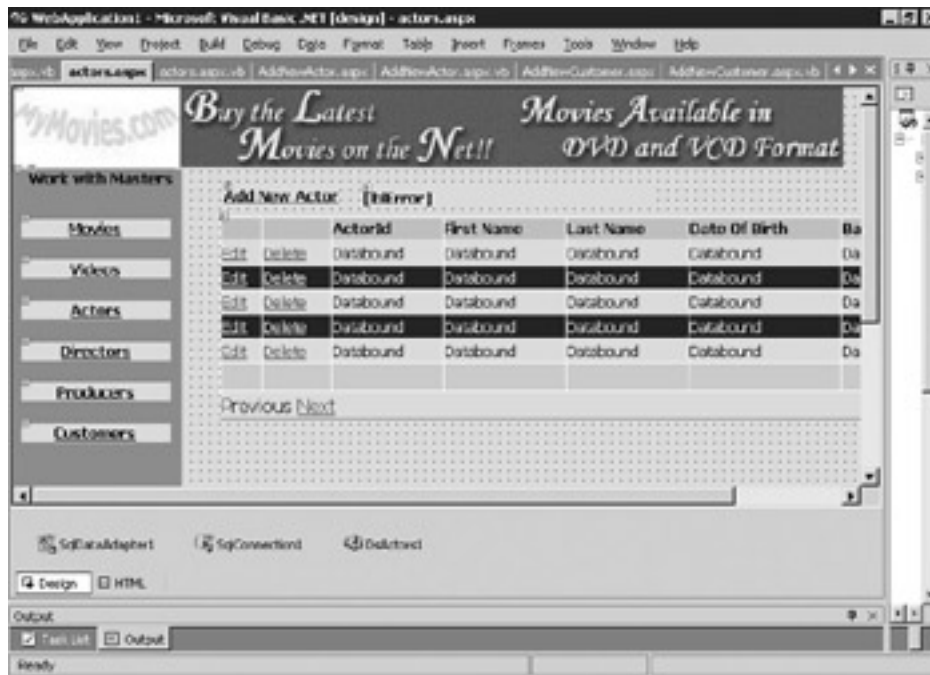 WebApplication1 - Microsoft Visual Basic .NET [design] - actors.aspx
File Edit View Project Build Debug Data Format Table Insert Frames Tools Window Help
actors.aspx actors.aspx.vb AddNewActor.aspx AddNewActor.aspx.vb AddNewCustomer.aspx AddNewCustomer.aspx.vb
MyMovies.com
Buy the Latest
Movies on the Net!!
Movies Available in
DVD and VCD Format
Work with Masters
Movies
Videos
Actors
Directors
Producers
Customers
Add New Actor [lblError]
ActorId First Name Last Name Date Of Birth Ba
Edit Delete Databound Databound Databound Databound Da
Edit Delete Databound Databound Databound Databound Da
Edit Delete Databound Databound Databound Databound Da
Edit Delete Databound Databound Databound Databound Da
Edit Delete Databound Databound Databound Databound Da
Previous Next
SqlDataAdapter1 SqlConnection1 DsActors1
Design HTML
Output
Task List Output
Ready